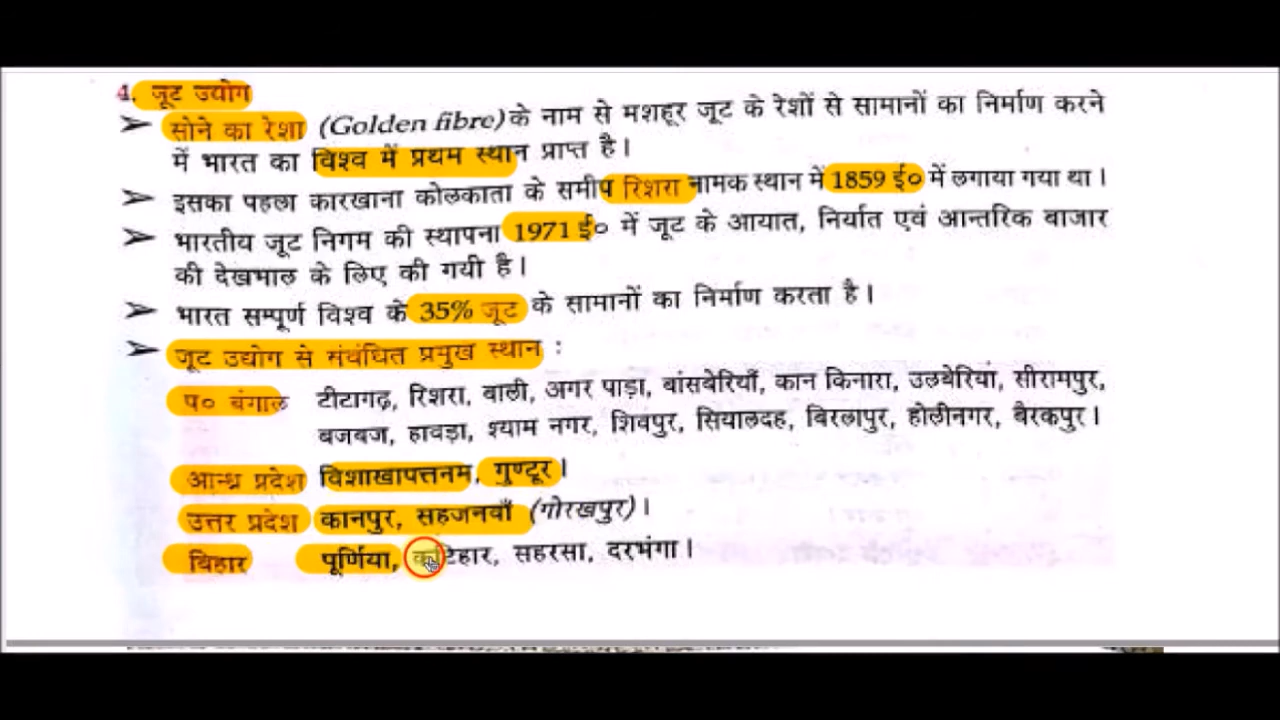 4. जूट उद्योग
➤ सोने का रेशा (Golden fibre) के नाम से मशहूर जूट के रेशों से सामानों का निर्माण करने
में भारत का विश्व में प्रथम स्थान प्राप्त है।
➤ इसका पहला कारखाना कोलकाता के समीप रिशरा नामक स्थान में 1859 ई० में लगाया गया था।
➤ भारतीय जूट निगम की स्थापना 1971 ई० में जूट के आयात, निर्यात एवं आन्तरिक बाजार
की देखभाल के लिए की गयी है।
➤ भारत सम्पूर्ण विश्व के 35% जूट के सामानों का निर्माण करता है।
➤ जूट उद्योग से संबंधित प्रमुख स्थान :
प० बंगाल टीटागढ़, रिशरा, बाली, अगर पाड़ा, बांसबेरियाँ, कान किनारा, उलबेरिया, सीरामपुर,
बजबज, हावड़ा, श्याम नगर, शिवपुर, सियालदह, बिरलापुर, होलीनगर, बैरकपुर।
आन्ध्र प्रदेश विशाखापत्तनम, गुण्टूर।
उत्तर प्रदेश कानपुर, सहजनवाँ (गोरखपुर)।
बिहार पूर्णिया, कटिहार, सहरसा, दरभंगा।